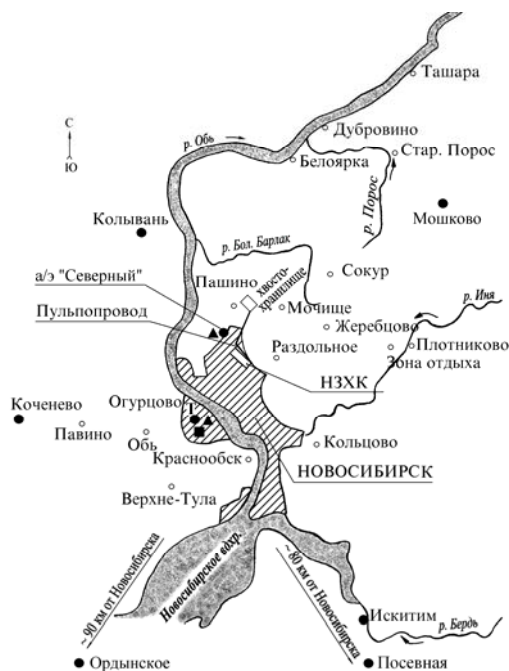 Ташара
Дубровино
р. Обь
Белоярка
Стар. Порос
С
Ю
р. Порос
Мошково
Колывань
р. Бол. Барлак
а/э "Северный"
Пашино
хвосто-
хранилище
Сокур
р. Иня
Пульпопровод
Мочище
Жеребцово
Плотниково
Раздольное
Зона отдыха
НЗХК
Коченево
Огурцово
Павино
Обь
Кольцово
Краснообск
НОВОСИБИРСК
Верхне-Тула
Новосибирское вдхр.
~ 90 км от Новосибирска
~ 80 км от Новосибирска
Искитим
р. Бердь
Ордынское
Посевная